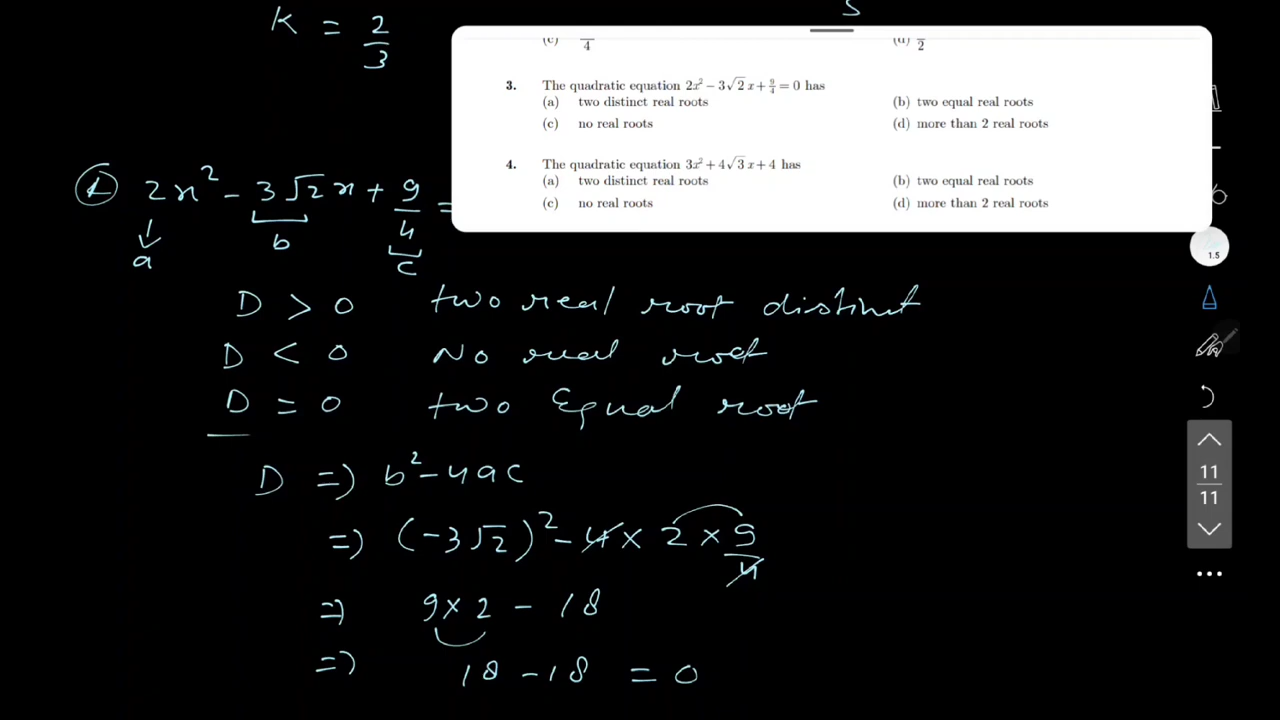 K = 2/3
(c) 4 (d) 2
3. The quadratic equation 2x² − 3√2 x + 9/4 = 0 has
(a) two distinct real roots (b) two equal real roots
(c) no real roots (d) more than 2 real roots
4. The quadratic equation 3x² + 4√3 x + 4 has
(a) two distinct real roots (b) two equal real roots
(c) no real roots (d) more than 2 real roots
2x² − 3√2 x + 9/4 =
a b c
D > 0 two real root distinct
D < 0 No real root
D = 0 two Equal root
D => b² − 4ac
=> (−3√2)² − 4 × 2 × 9/4
=> 9×2 − 18
=> 18 − 18 = 0
1.5
11
11